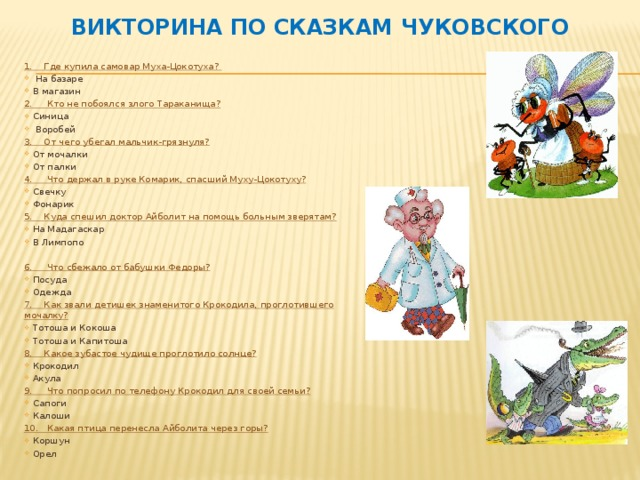 ВИКТОРИНА ПО СКАЗКАМ ЧУКОВСКОГО
1. Где купила самовар Муха-Цокотуха?
На базаре
В магазин
2. Кто не побоялся злого Тараканища?
Синица
Воробей
3. От чего убегал мальчик-грязнуля?
От мочалки
От палки
4. Что держал в руке Комарик, спасший Муху-Цокотуху?
Свечку
Фонарик
5. Куда спешил доктор Айболит на помощь больным зверятам?
На Мадагаскар
В Лимпопо
6. Что сбежало от бабушки Федоры?
Посуда
Одежда
7. Как звали детишек знаменитого Крокодила, проглотившего
мочалку?
Тотоша и Кокоша
Тотоша и Капитоша
8. Какое зубастое чудище проглотило солнце?
Крокодил
Акула
9. Что попросил по телефону Крокодил для своей семьи?
Сапоги
Калоши
10. Какая птица перенесла Айболита через горы?
Коршун
Орел